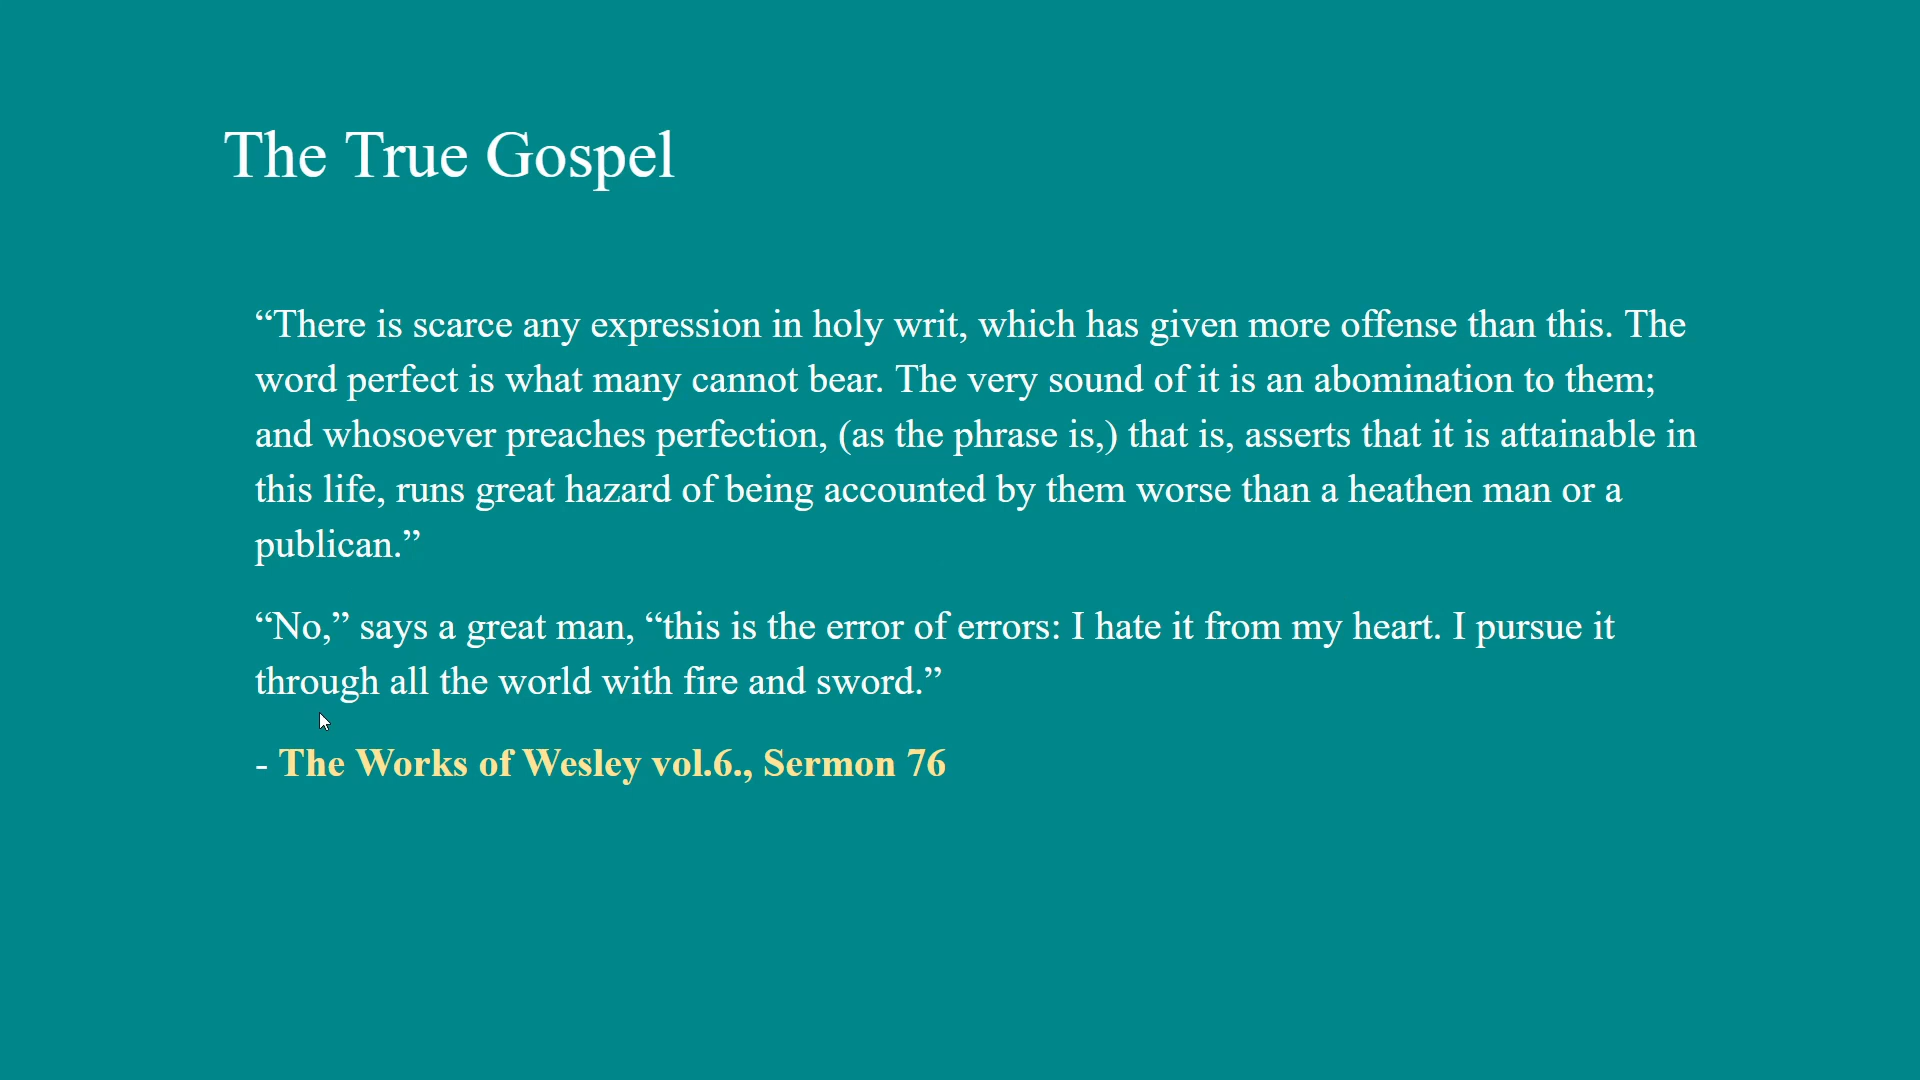 The True Gospel
“There is scarce any expression in holy writ, which has given more offense than this. The
word perfect is what many cannot bear. The very sound of it is an abomination to them;
and whosoever preaches perfection, (as the phrase is,) that is, asserts that it is attainable in
this life, runs great hazard of being accounted by them worse than a heathen man or a
publican.”
“No,” says a great man, “this is the error of errors: I hate it from my heart. I pursue it
through all the world with fire and sword.”
- The Works of Wesley vol.6., Sermon 76